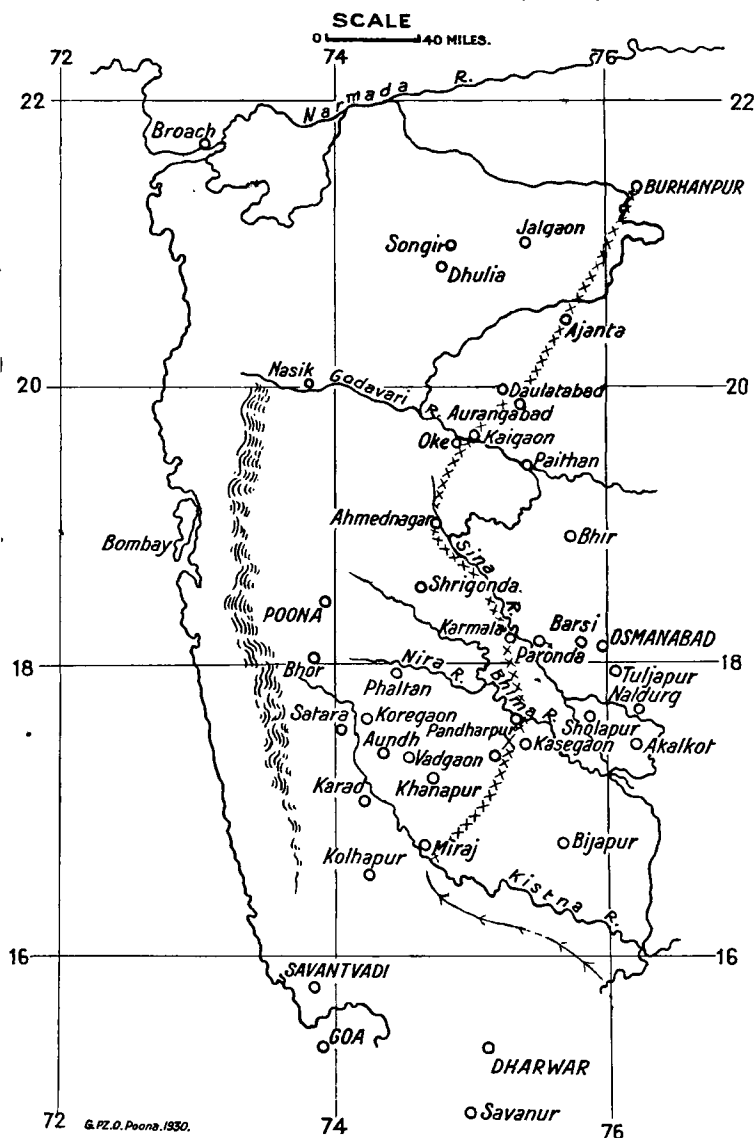 SCALE
0 40 MILES.
72 74 76
22 Narmada R. 22
Broach
BURHANPUR
Songir Jalgaon
Dhulia
Ajanta
Nasik
20 Godavari R. Daulatabad 20
Aurangabad
Oke Kaigaon
Paithan
Ahmednagar
Bombay Sina R. Bhir
Shrigonda.
POONA
Karmala Barsi OSMANABAD
18 Paronda 18
Bhor Nira R. Tuljapur
Phaltan Bhima R. Naldurg
Satara Koregaon Pandharpur Sholapur
Aundh Vadgaon Kasegaon Akalkot
Karad Khanapur
Kolhapur Miraj Bijapur
Kistna R.
16 16
SAVANTVADI
GOA
DHARWAR
Savanur
72 G.P.Z.O. Poona. 1930. 74 76